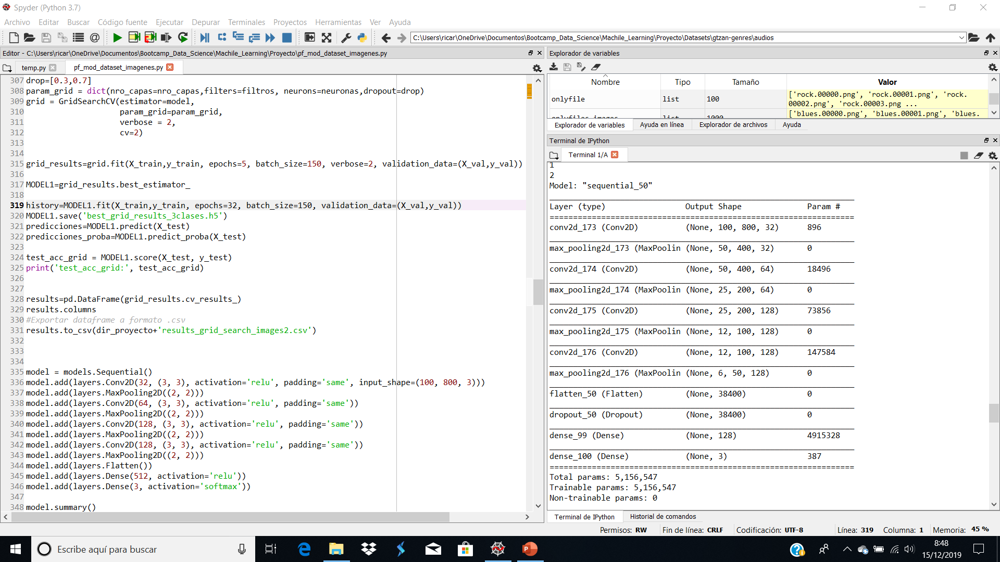 Spyder (Python 3.7)
Archivo Editar Buscar Código fuente Ejecutar Depurar Terminales Proyectos Herramientas Ver Ayuda
C:\Users\ricar\OneDrive\Documentos\Bootcamp_Data_Science\Machile_Learning\Proyecto\Datasets\gtzan-genres\audios
Editor - C:\Users\ricar\OneDrive\Documentos\Bootcamp_Data_Science\Machile_Learning\Proyecto\pf_mod_dataset_imagenes.py
temp.py pf_mod_dataset_imagenes.py
307 drop=[0.3,0.7]
308 param_grid = dict(nro_capas=nro_capas,filters=filtros, neurons=neuronas,dropout=drop)
309 grid = GridSearchCV(estimator=model,
310 param_grid=param_grid,
311 verbose = 2,
312 cv=2)
313
314
315 grid_results=grid.fit(X_train,y_train, epochs=5, batch_size=150, verbose=2, validation_data=(X_val,y_val))
316
317 MODEL1=grid_results.best_estimator_
318
319 history=MODEL1.fit(X_train,y_train, epochs=32, batch_size=150, validation_data=(X_val,y_val))
320 MODEL1.save('best_grid_results_3clases.h5')
321 predicciones=MODEL1.predict(X_test)
322 predicciones_proba=MODEL1.predict_proba(X_test)
323
324 test_acc_grid = MODEL1.score(X_test, y_test)
325 print('test_acc_grid:', test_acc_grid)
326
327
328 results=pd.DataFrame(grid_results.cv_results_)
329 results.columns
330 #Exportar dataframe a formato .csv
331 results.to_csv(dir_proyecto+'results_grid_search_images2.csv')
332
333
334
335 model = models.Sequential()
336 model.add(layers.Conv2D(32, (3, 3), activation='relu', padding='same', input_shape=(100, 800, 3)))
337 model.add(layers.MaxPooling2D((2, 2)))
338 model.add(layers.Conv2D(64, (3, 3), activation='relu', padding='same'))
339 model.add(layers.MaxPooling2D((2, 2)))
340 model.add(layers.Conv2D(128, (3, 3), activation='relu', padding='same'))
341 model.add(layers.MaxPooling2D((2, 2)))
342 model.add(layers.Conv2D(128, (3, 3), activation='relu', padding='same'))
343 model.add(layers.MaxPooling2D((2, 2)))
344 model.add(layers.Flatten())
345 model.add(layers.Dense(512, activation='relu'))
346 model.add(layers.Dense(3, activation='softmax'))
347
348 model.summary()
Explorador de variables
Nombre Tipo Tamaño Valor
onlyfile list 100 ['rock.00000.png', 'rock.00001.png', 'rock.
00002.png', 'rock.00003.png ...
onlyfiles_images list 1000 ['blues.00000.png', 'blues.00001.png', 'blues.
Explorador de variables Ayuda en línea Explorador de archivos Ayuda
Terminal de IPython
Terminal 1/A
1
2
Model: "sequential_50"
Layer (type) Output Shape Param #
conv2d_173 (Conv2D) (None, 100, 800, 32) 896
max_pooling2d_173 (MaxPoolin (None, 50, 400, 32) 0
conv2d_174 (Conv2D) (None, 50, 400, 64) 18496
max_pooling2d_174 (MaxPoolin (None, 25, 200, 64) 0
conv2d_175 (Conv2D) (None, 25, 200, 128) 73856
max_pooling2d_175 (MaxPoolin (None, 12, 100, 128) 0
conv2d_176 (Conv2D) (None, 12, 100, 128) 147584
max_pooling2d_176 (MaxPoolin (None, 6, 50, 128) 0
flatten_50 (Flatten) (None, 38400) 0
dropout_50 (Dropout) (None, 38400) 0
dense_99 (Dense) (None, 128) 4915328
dense_100 (Dense) (None, 3) 387
Total params: 5,156,547
Trainable params: 5,156,547
Non-trainable params: 0
Terminal de IPython Historial de comandos
Permisos: RW Fin de línea: CRLF Codificación: UTF-8 Línea: 319 Columna: 1 Memoria: 45 %
Escribe aquí para buscar
8:48
15/12/2019